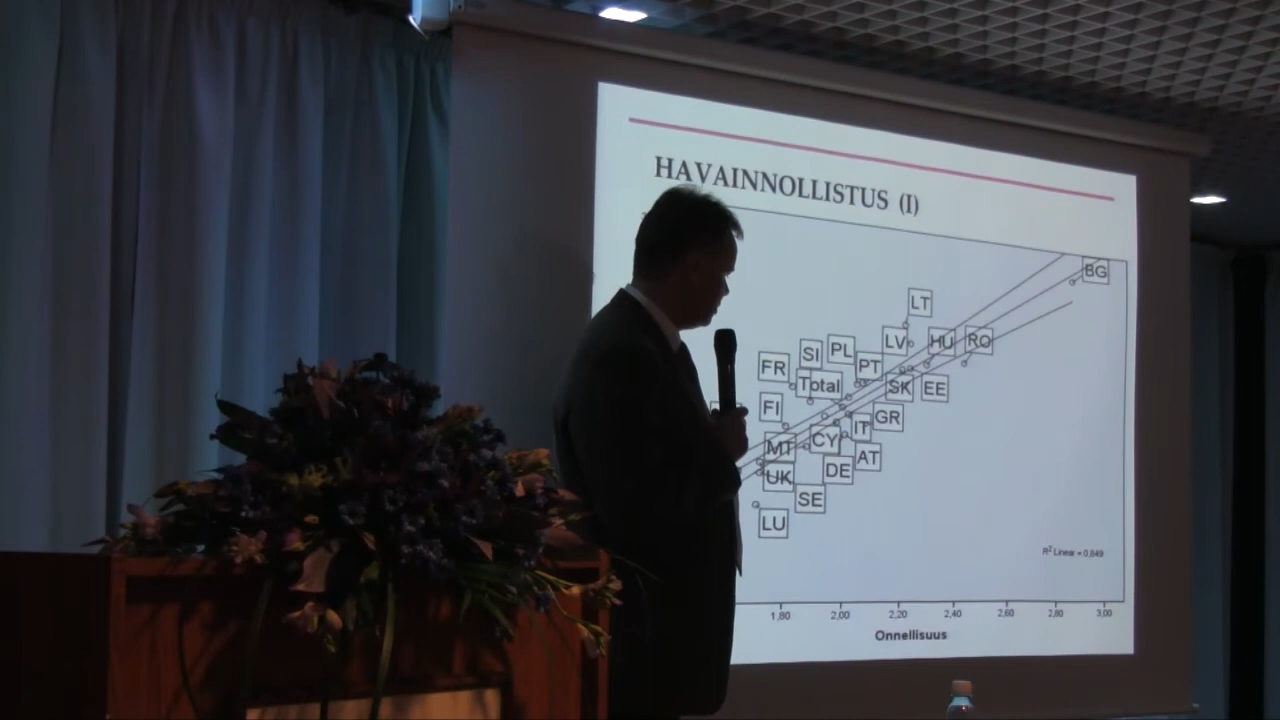 HAVAINNOLLISTUS (I)
BG
LT
LV HU RO
SI PL
FR PT
Total SK EE
FI GR
IT
MT CY
AT
UK DE
SE
LU
R² Linear = 0,849
1,80 2,00 2,20 2,40 2,60 2,80 3,00
Onnellisuus